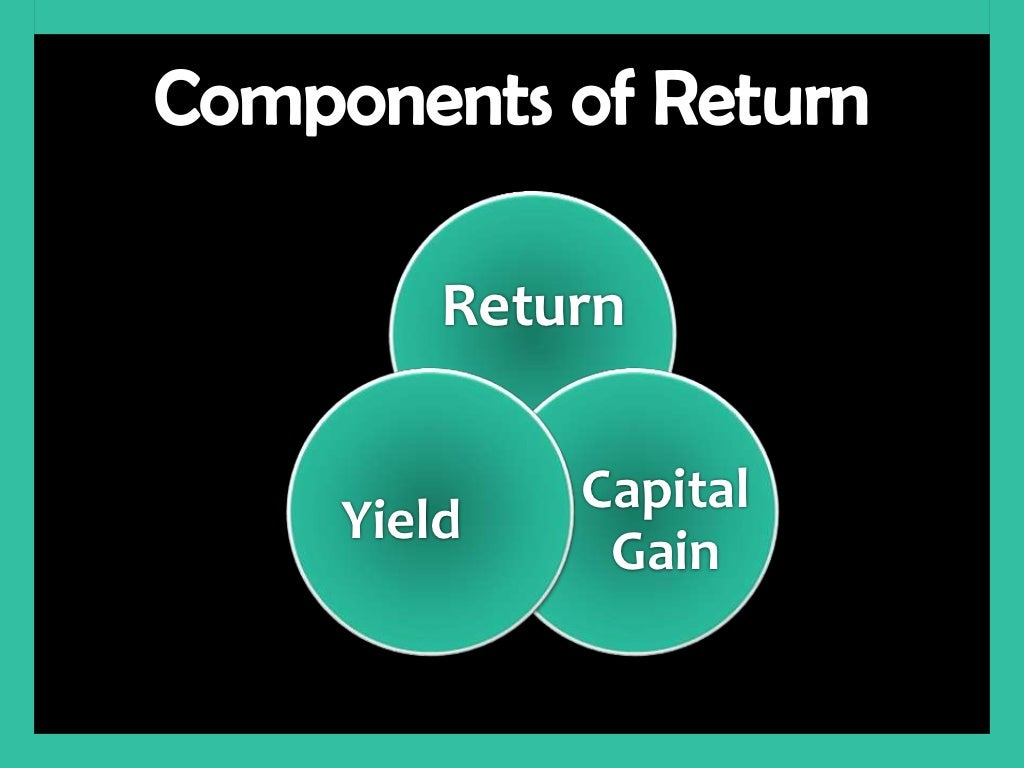 Components of Return
Return
Yield
Capital
Gain